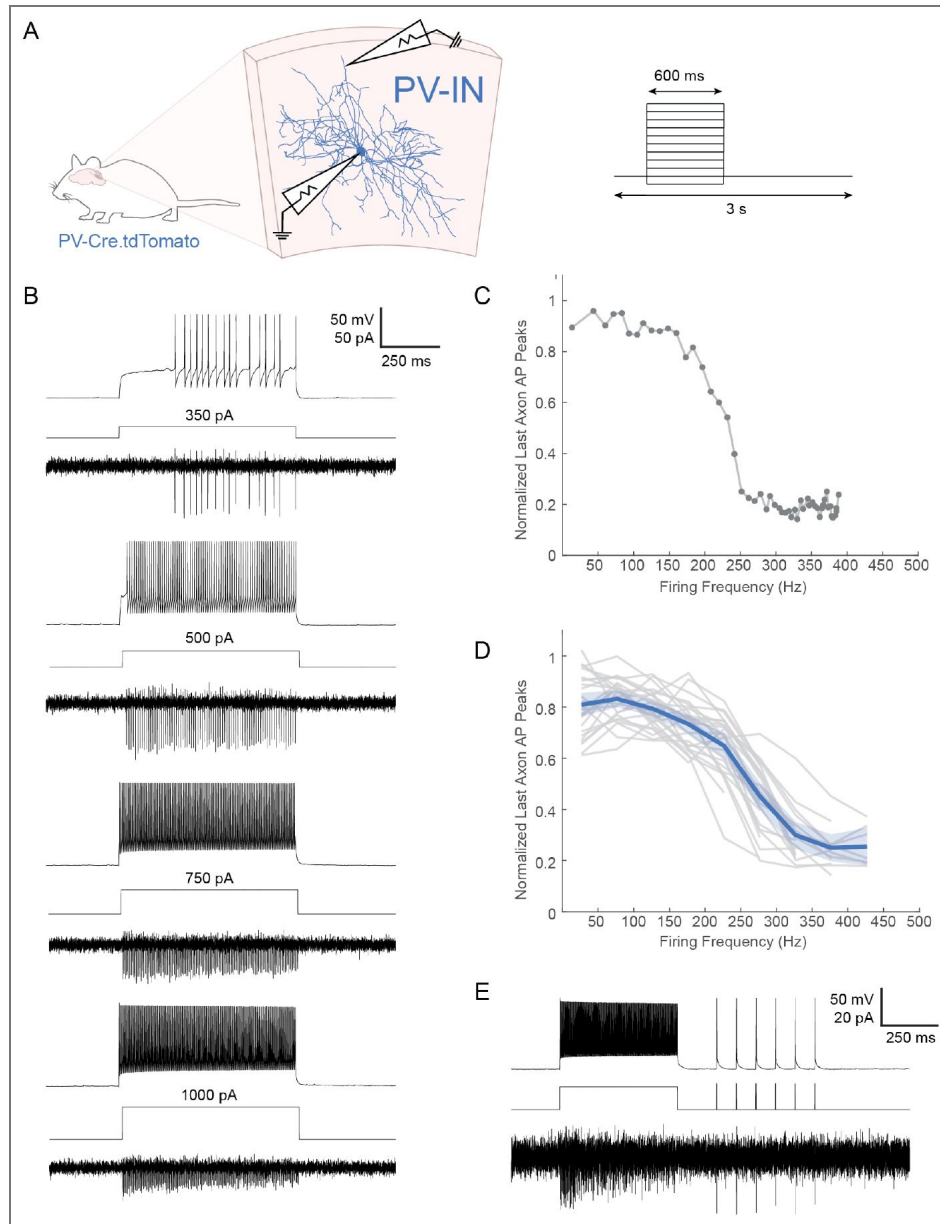 A
PV-IN
PV-Cre.tdTomato
600 ms
3 s
B
50 mV
50 pA
250 ms
350 pA
500 pA
750 pA
1000 pA
C
Normalized Last Axon AP Peaks
1
0.8
0.6
0.4
0.2
0
50 100 150 200 250 300 350 400 450 500
Firing Frequency (Hz)
D
Normalized Last Axon AP Peaks
1
0.8
0.6
0.4
0.2
0
50 100 150 200 250 300 350 400 450 500
Firing Frequency (Hz)
E
50 mV
20 pA
250 ms